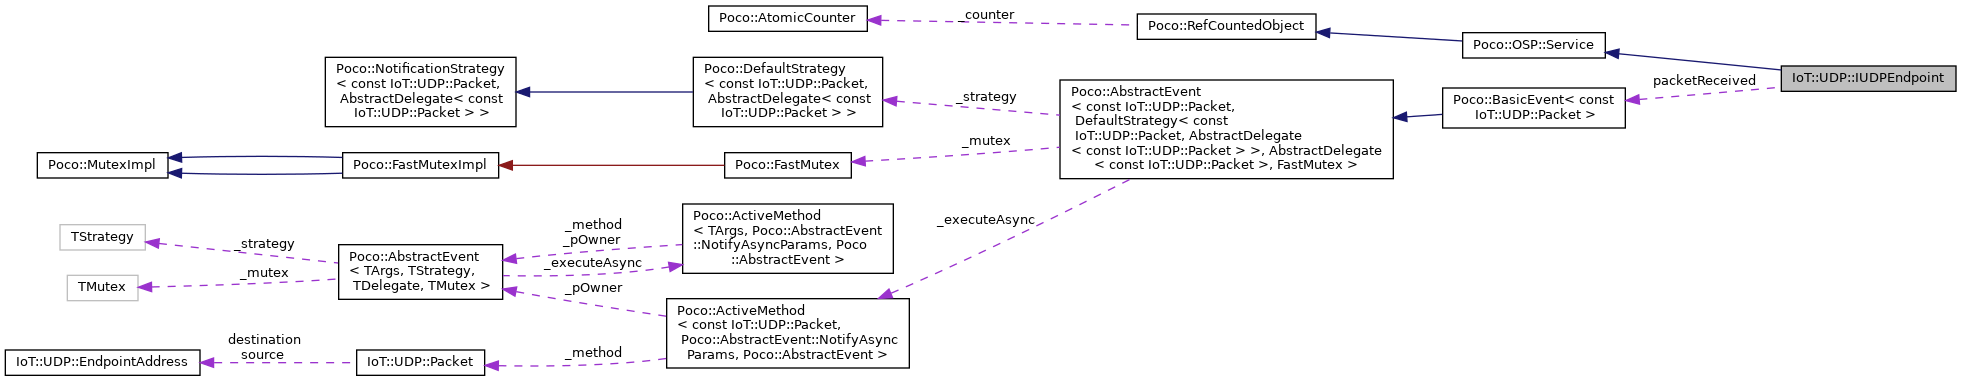 Poco::AtomicCounter
_counter
Poco::RefCountedObject
Poco::OSP::Service
IoT::UDP::IUDPEndpoint
packetReceived
Poco::BasicEvent< const
IoT::UDP::Packet >
Poco::NotificationStrategy
< const IoT::UDP::Packet,
AbstractDelegate< const
IoT::UDP::Packet > >
Poco::DefaultStrategy
< const IoT::UDP::Packet,
AbstractDelegate< const
IoT::UDP::Packet > >
_strategy
Poco::AbstractEvent
< const IoT::UDP::Packet,
DefaultStrategy< const
IoT::UDP::Packet, AbstractDelegate
< const IoT::UDP::Packet > >, AbstractDelegate
< const IoT::UDP::Packet >, FastMutex >
_mutex
Poco::MutexImpl
Poco::FastMutexImpl
Poco::FastMutex
_executeAsync
TStrategy
_strategy
TMutex
_mutex
Poco::AbstractEvent
< TArgs, TStrategy,
TDelegate, TMutex >
_method
_pOwner
_executeAsync
_pOwner
Poco::ActiveMethod
< TArgs, Poco::AbstractEvent
::NotifyAsyncParams, Poco
::AbstractEvent >
Poco::ActiveMethod
< const IoT::UDP::Packet,
Poco::AbstractEvent::NotifyAsync
Params, Poco::AbstractEvent >
IoT::UDP::EndpointAddress
destination
source
IoT::UDP::Packet
_method